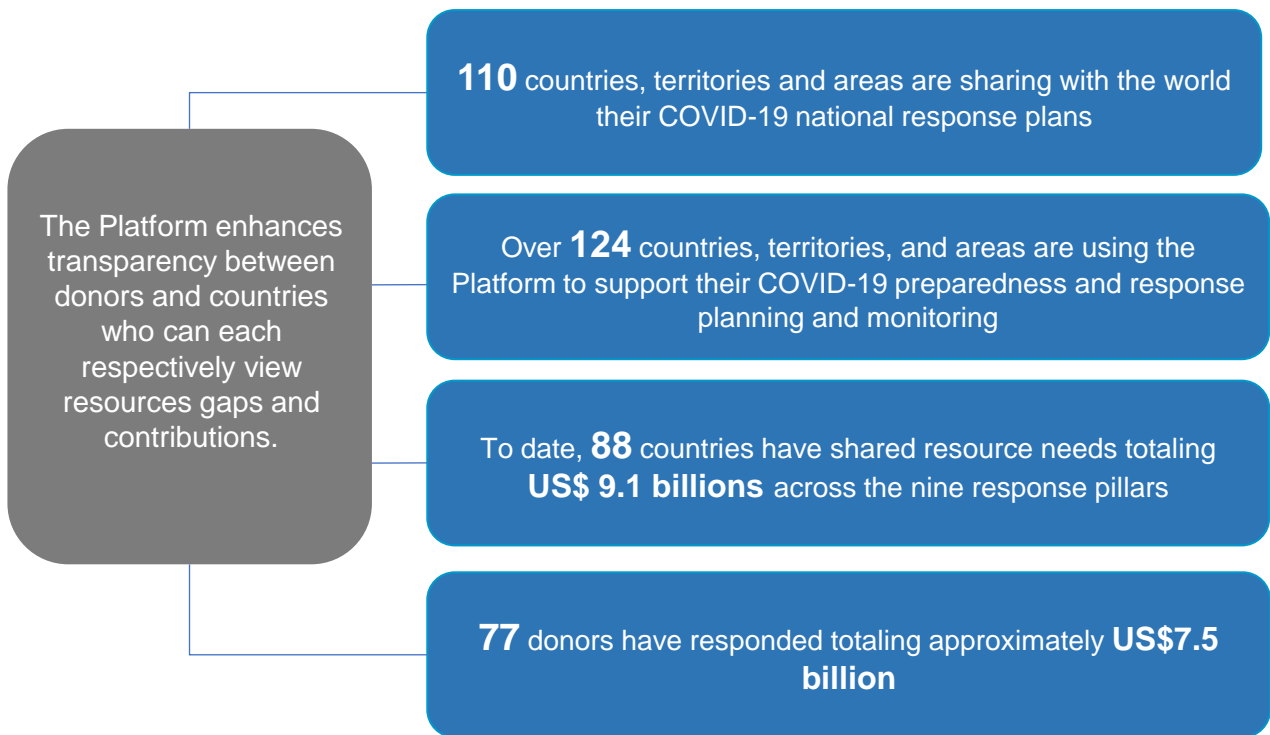 The Platform enhances
transparency between
donors and countries
who can each
respectively view
resources gaps and
contributions.
110 countries, territories and areas are sharing with the world
their COVID-19 national response plans
Over 124 countries, territories, and areas are using the
Platform to support their COVID-19 preparedness and response
planning and monitoring
To date, 88 countries have shared resource needs totaling
US$ 9.1 billions across the nine response pillars
77 donors have responded totaling approximately US$7.5
billion